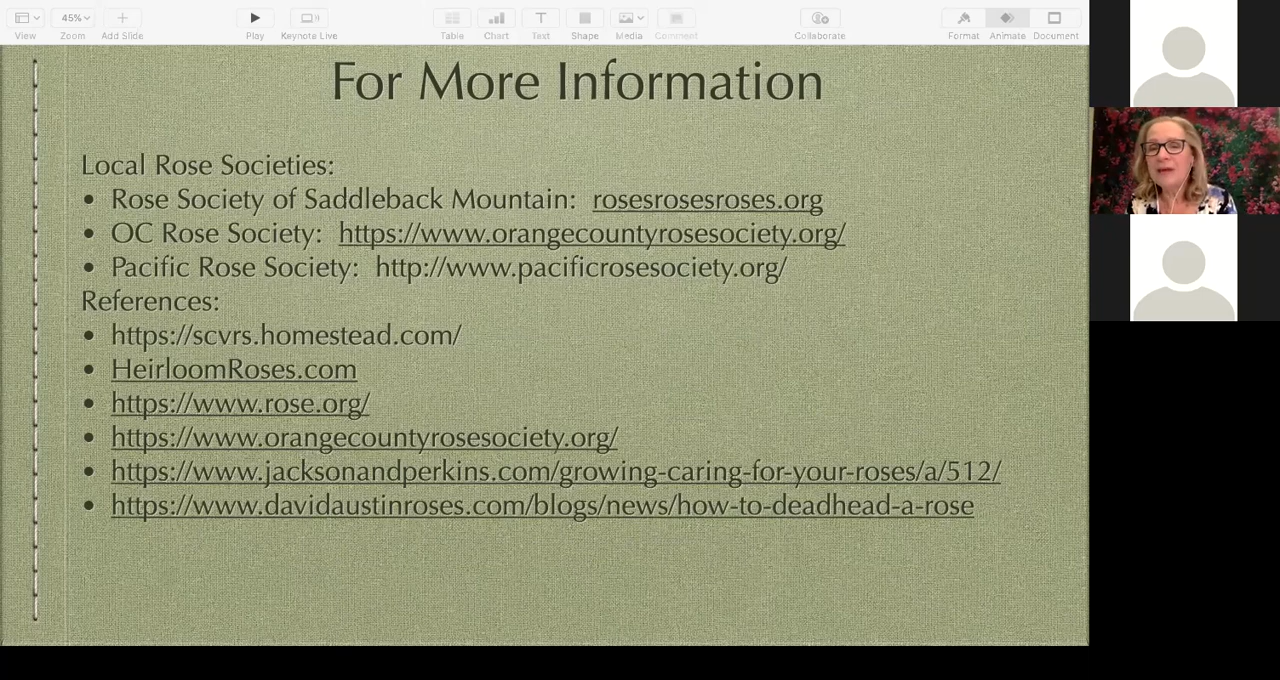 View
45%
Zoom
Add Slide
Play
Keynote Live
Table
Chart
Text
Shape
Media
Comment
Collaborate
Format
Animate
Document
For More Information
Local Rose Societies:
• Rose Society of Saddleback Mountain: rosesrosesroses.org
• OC Rose Society: https://www.orangecountyrosesociety.org/
• Pacific Rose Society: http://www.pacificrosesociety.org/
References:
• https://scvrs.homestead.com/
• HeirloomRoses.com
• https://www.rose.org/
• https://www.orangecountyrosesociety.org/
• https://www.jacksonandperkins.com/growing-caring-for-your-roses/a/512/
• https://www.davidaustinroses.com/blogs/news/how-to-deadhead-a-rose